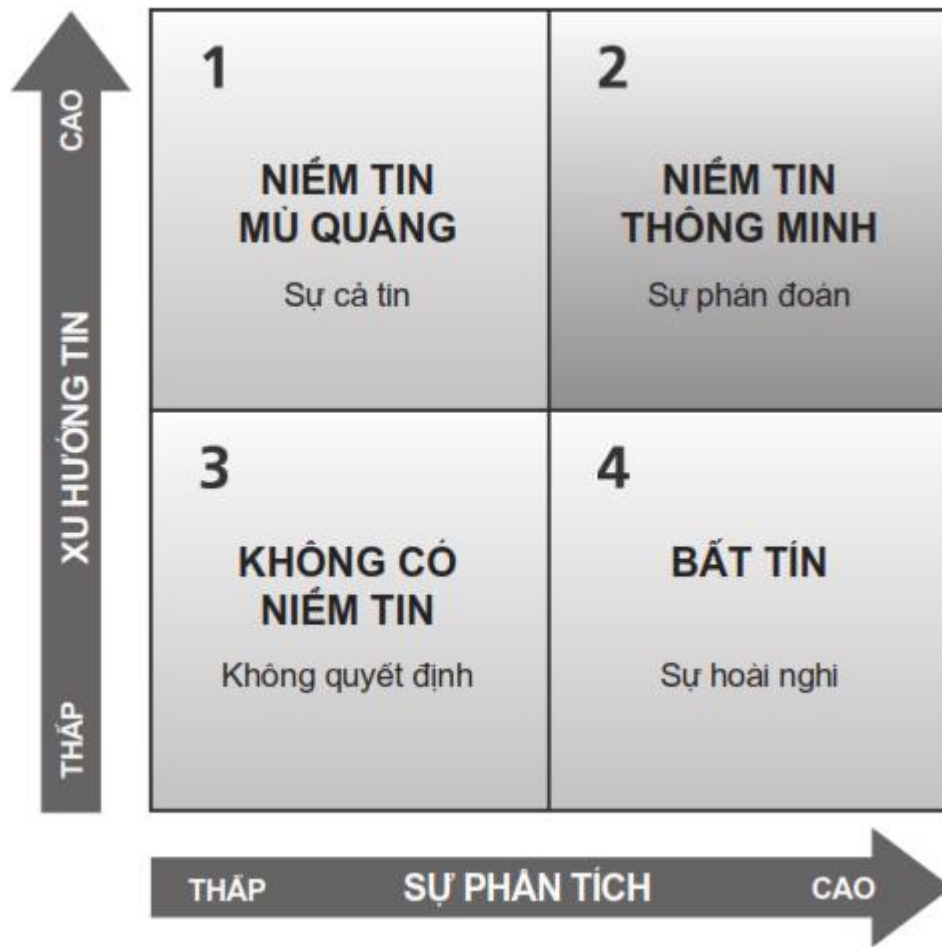 CAO
XU HƯỚNG TIN
THẤP
1
NIỀM TIN
MÙ QUÁNG
Sự cả tin
2
NIỀM TIN
THÔNG MINH
Sự phán đoán
3
KHÔNG CÓ
NIỀM TIN
Không quyết định
4
BẤT TÍN
Sự hoài nghi
THẤP
SỰ PHÂN TÍCH
CAO